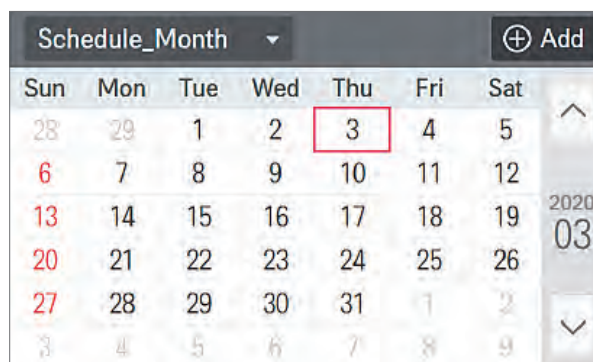 Schedule_Month Add
Sun Mon Tue Wed Thu Fri Sat
28 29 1 2 3 4 5
6 7 8 9 10 11 12
13 14 15 16 17 18 19
2020
03
20 21 22 23 24 25 26
27 28 29 30 31 1 2
3 4 5 6 7 8 9